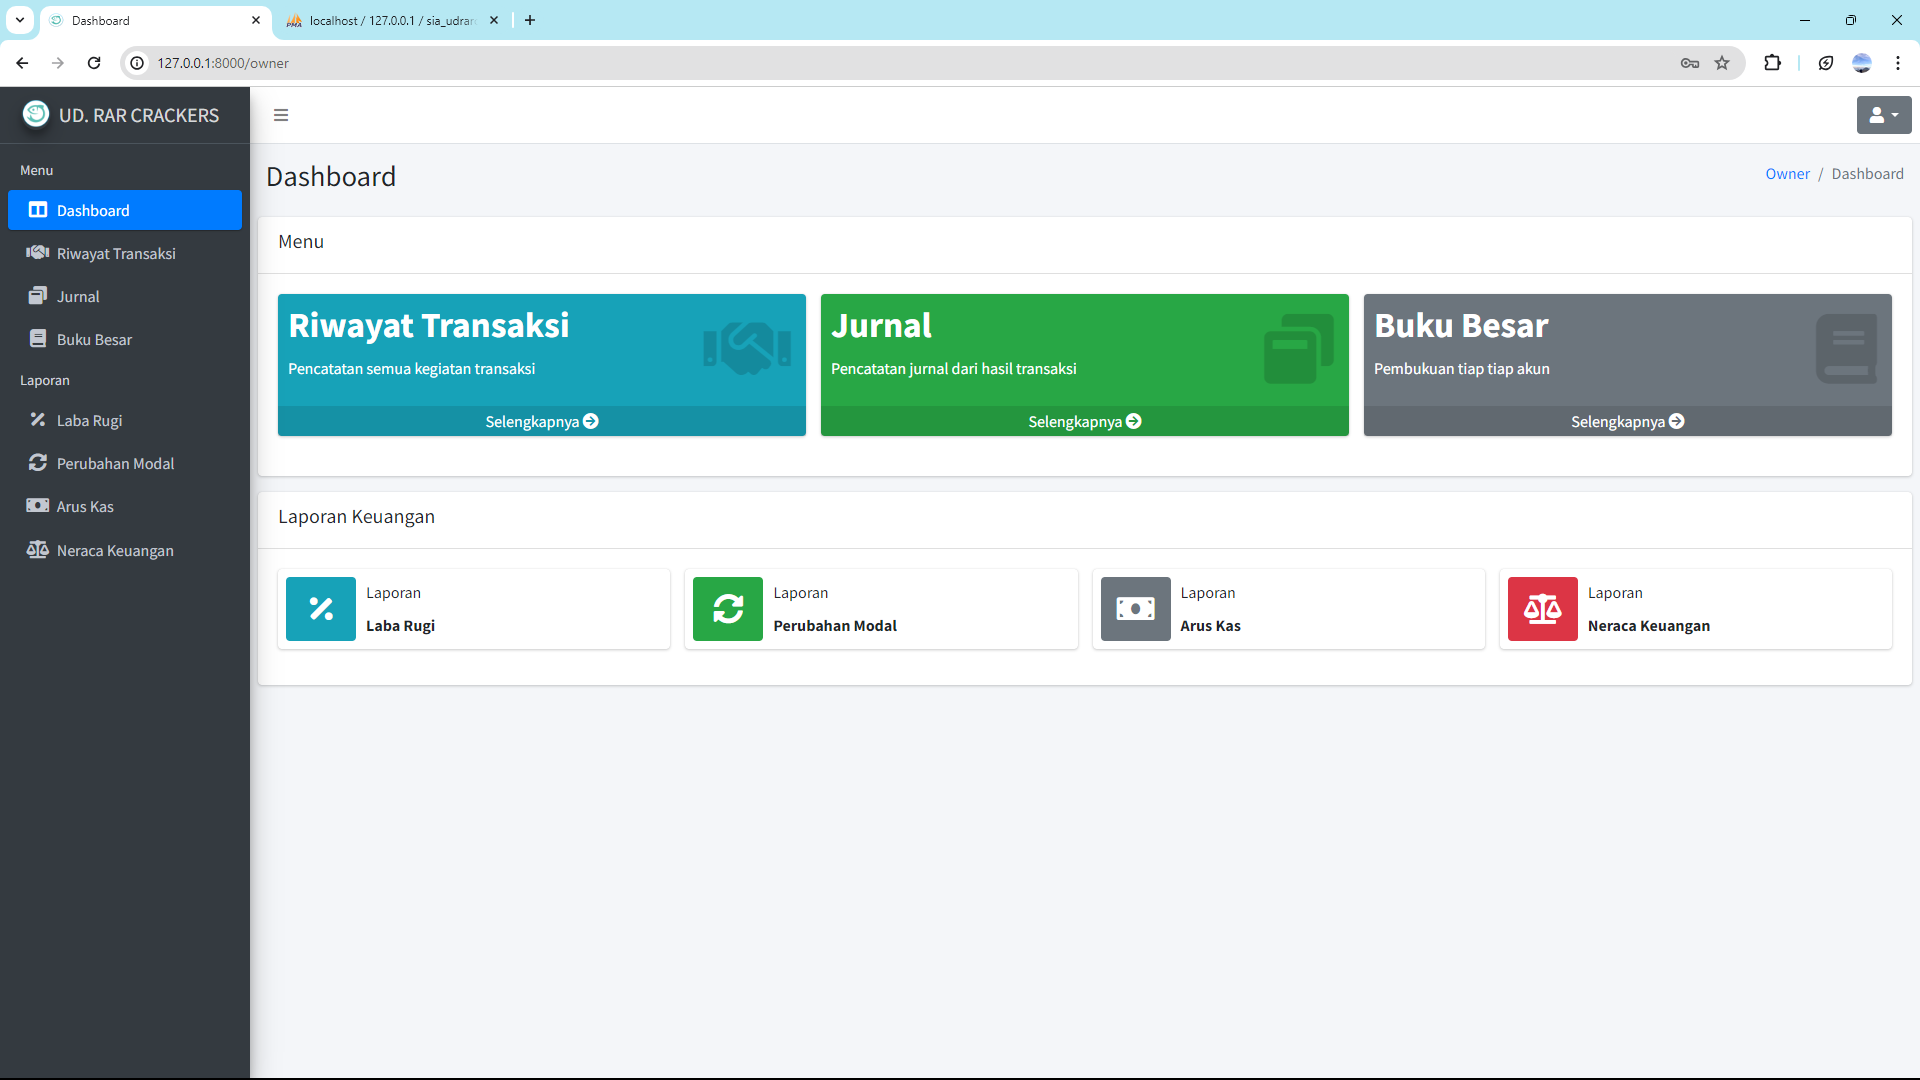 Dashboard
localhost / 127.0.0.1 / sia_udrar
127.0.0.1:8000/owner
UD. RAR CRACKERS
Menu
Dashboard
Riwayat Transaksi
Jurnal
Buku Besar
Laporan
Laba Rugi
Perubahan Modal
Arus Kas
Neraca Keuangan
Dashboard
Owner / Dashboard
Menu
Riwayat Transaksi
Pencatatan semua kegiatan transaksi
Selengkapnya
Jurnal
Pencatatan jurnal dari hasil transaksi
Selengkapnya
Buku Besar
Pembukuan tiap tiap akun
Selengkapnya
Laporan Keuangan
Laporan
Laba Rugi
Laporan
Perubahan Modal
Laporan
Arus Kas
Laporan
Neraca Keuangan